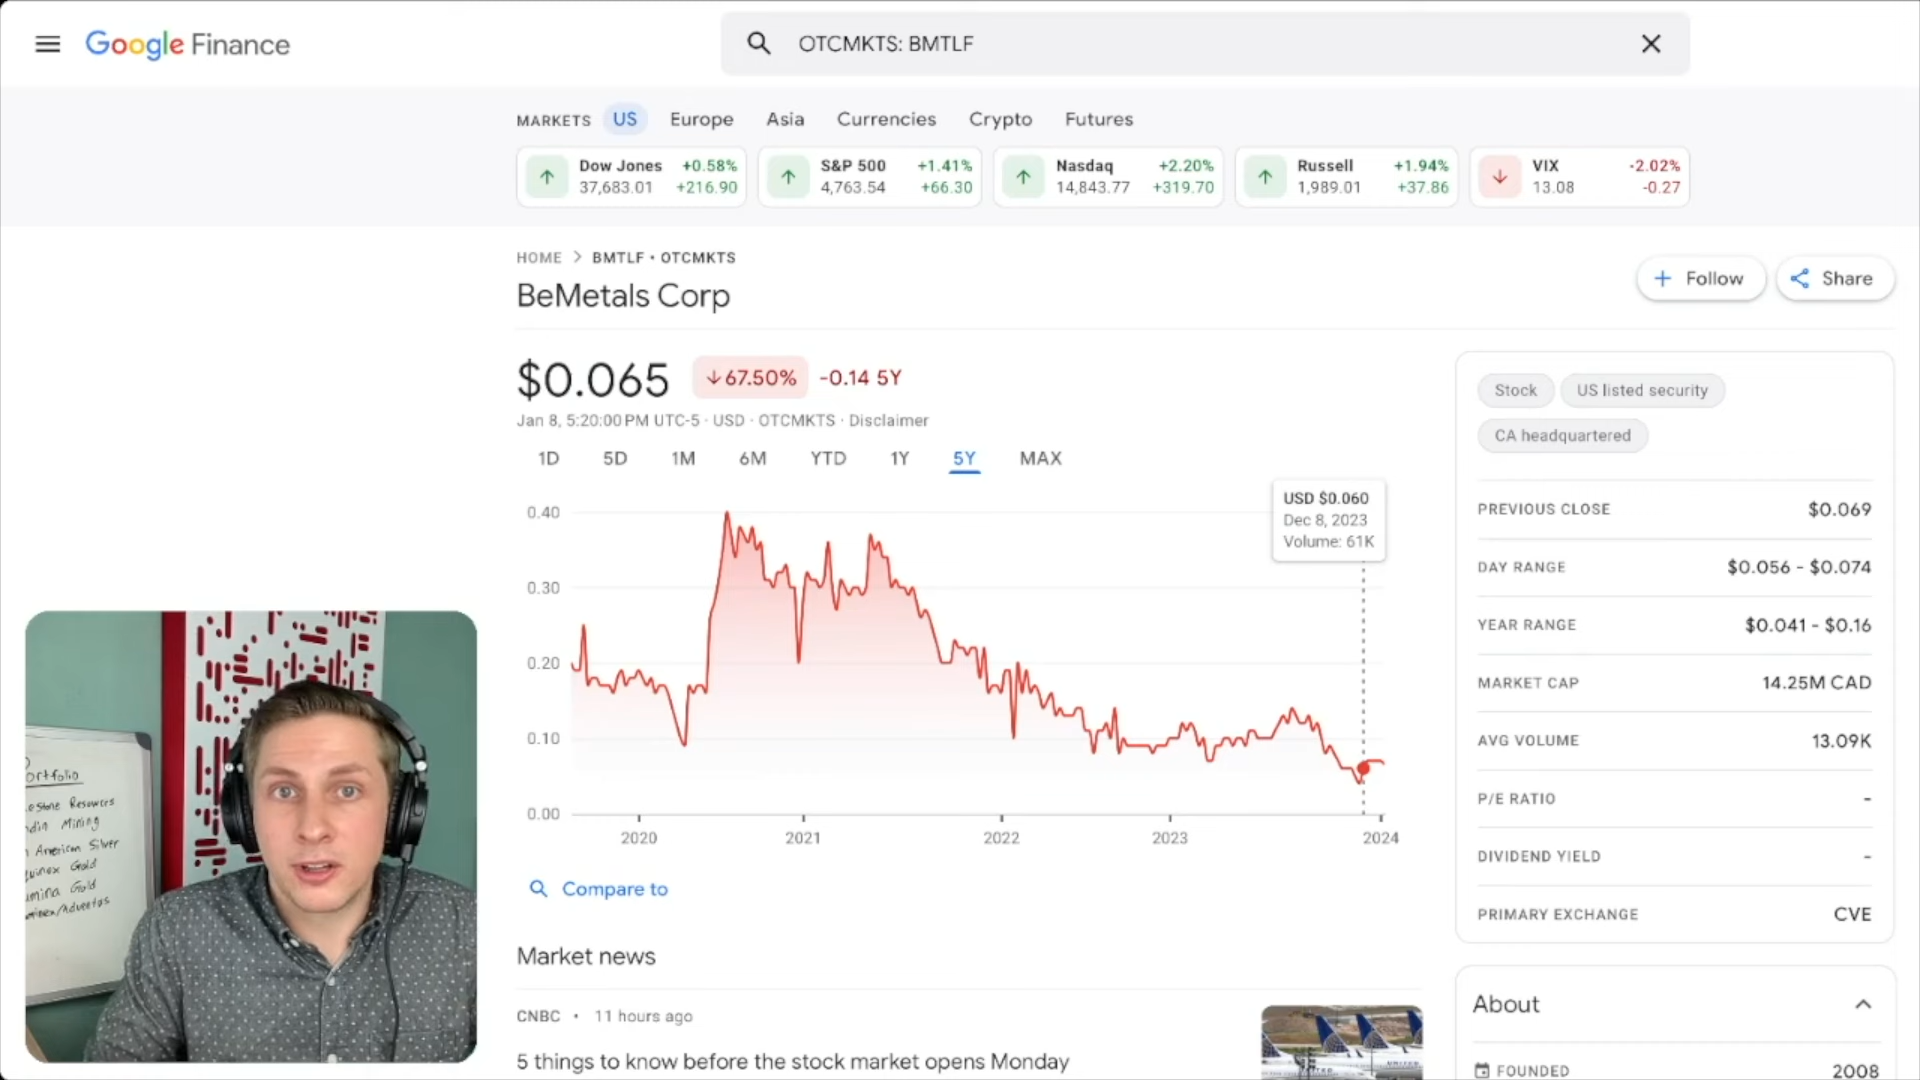 Google Finance
OTCMKTS: BMTLF
MARKETS US Europe Asia Currencies Crypto Futures
Dow Jones +0.58%
37,683.01 +216.90
S&P 500 +1.41%
4,763.54 +66.30
Nasdaq +2.20%
14,843.77 +319.70
Russell +1.94%
1,989.01 +37.86
VIX -2.02%
13.08 -0.27
HOME > BMTLF • OTCMKTS
BeMetals Corp
Follow
Share
$0.065 ↓67.50% -0.14 5Y
Jan 8, 5:20:00 PM UTC-5 · USD · OTCMKTS · Disclaimer
1D 5D 1M 6M YTD 1Y 5Y MAX
USD $0.060
Dec 8, 2023
Volume: 61K
0.40
0.30
0.20
0.10
0.00
2020 2021 2022 2023 2024
Compare to
Stock
US listed security
CA headquartered
PREVIOUS CLOSE $0.069
DAY RANGE $0.056 - $0.074
YEAR RANGE $0.041 - $0.16
MARKET CAP 14.25M CAD
AVG VOLUME 13.09K
P/E RATIO -
DIVIDEND YIELD -
PRIMARY EXCHANGE CVE
Market news
CNBC • 11 hours ago
5 things to know before the stock market opens Monday
About
FOUNDED 2008
Resources
Mining
American Silver
Gold
Gold